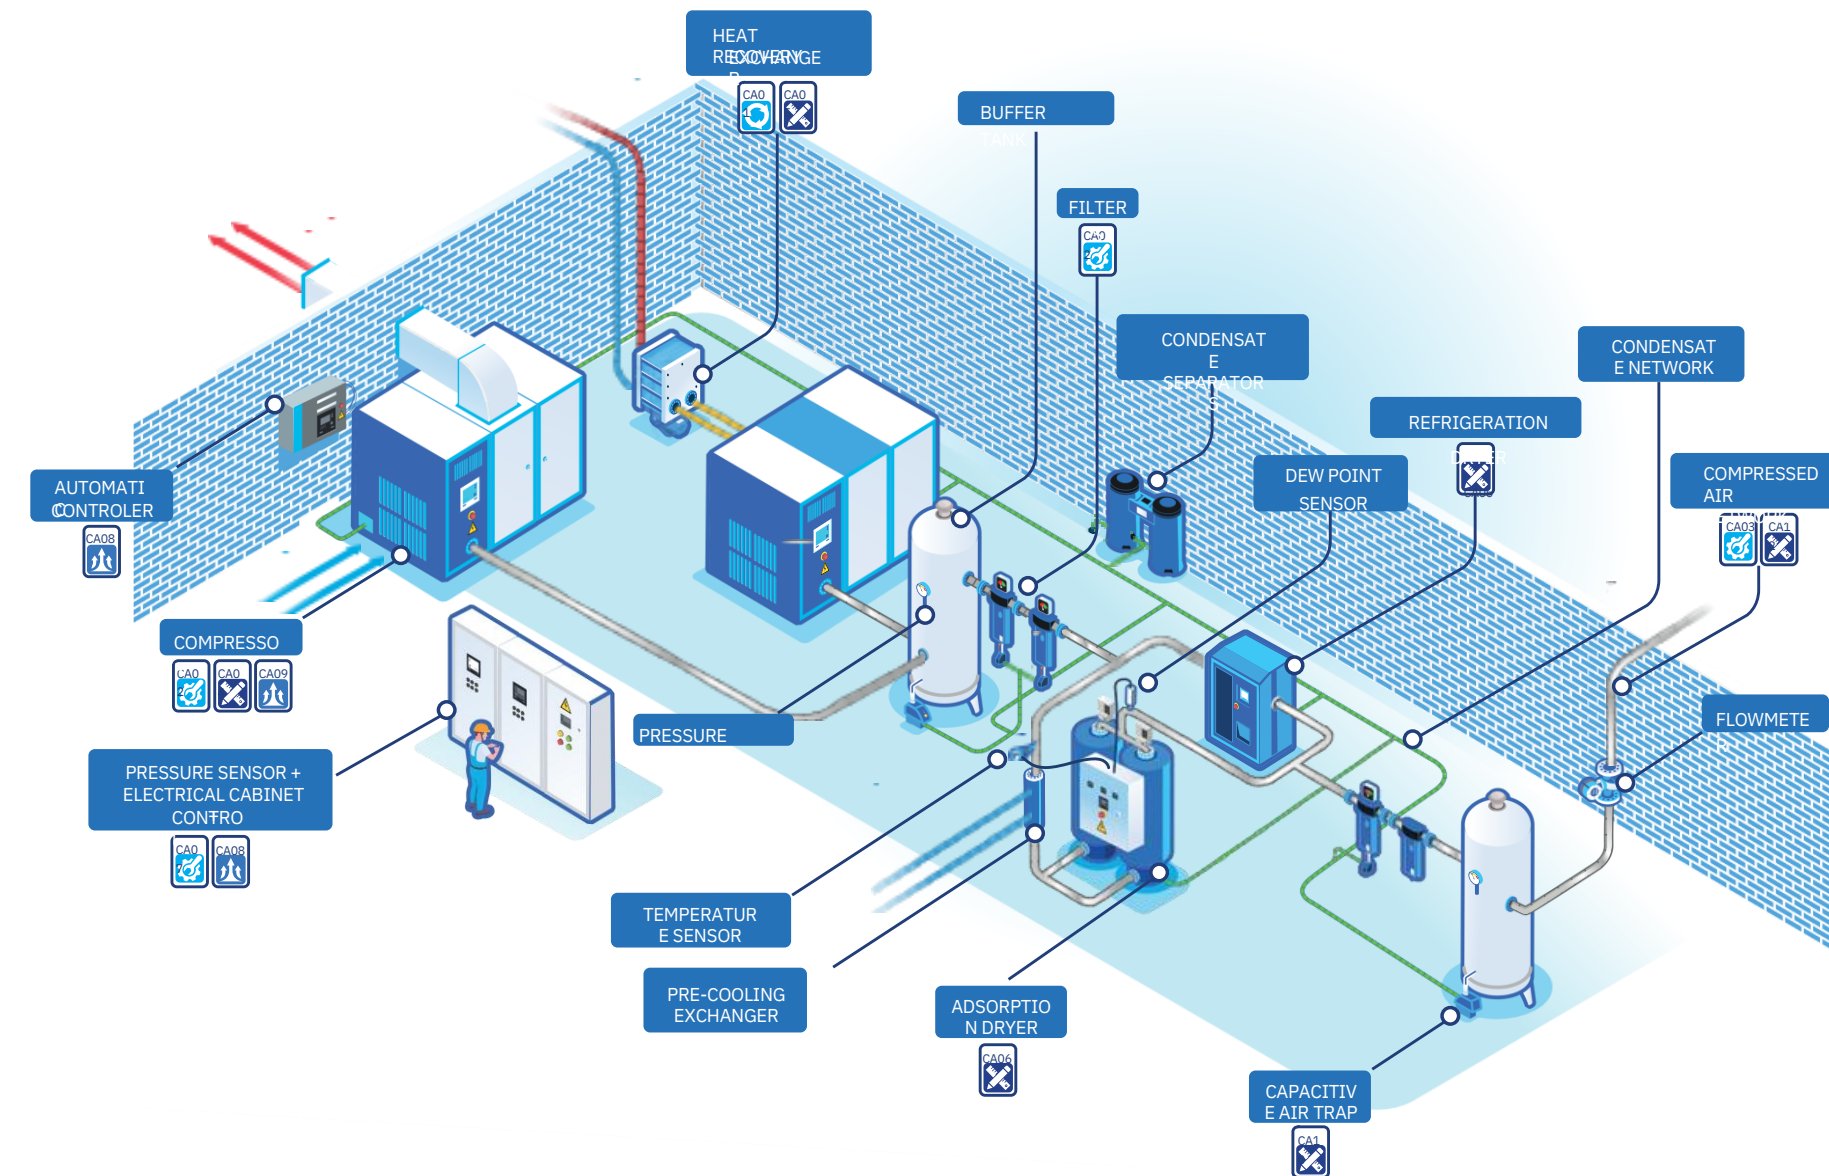 HEAT
RECOVERY
EXCHANGE
R
CA0
CA0
BUFFER
TANK
FILTER
CA0
CONDENSAT
E
SEPARATOR
S
CONDENSAT
E NETWORK
REFRIGERATION
DRYER
DEW POINT
SENSOR
COMPRESSED
AIR
CA03
CA1
AUTOMATI
CONTROLER
CA08
COMPRESSO
CA0
CA0
CA09
PRESSURE
FLOWMETE
R
PRESSURE SENSOR +
ELECTRICAL CABINET
CONTRO
CA0
CA08
TEMPERATUR
E SENSOR
PRE-COOLING
EXCHANGER
ADSORPTIO
N DRYER
CA06
CAPACITIV
E AIR TRAP
CA1